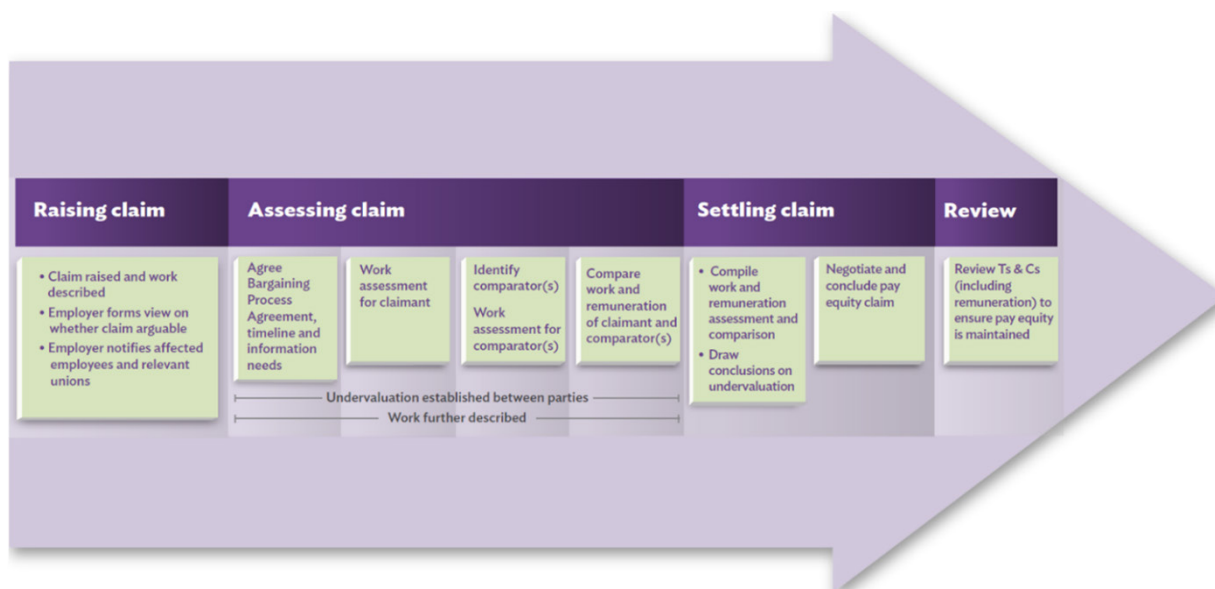 Raising claim
• Claim raised and work
described
• Employer forms view on
whether claim arguable
• Employer notifies affected
employees and relevant
unions
Assessing claim
Agree
Bargaining
Process
Agreement,
timeline and
information
needs
Work
assessment
for claimant
Identify
comparator(s)
Work
assessment for
comparator(s)
Compare
work and
remuneration
of claimant and
comparator(s)
Undervaluation established between parties
Work further described
Settling claim
• Compile
work and
remuneration
assessment and
comparison
• Draw
conclusions on
undervaluation
Negotiate and
conclude pay
equity claim
Review
Review Ts & Cs
(including
remuneration) to
ensure pay equity
is maintained